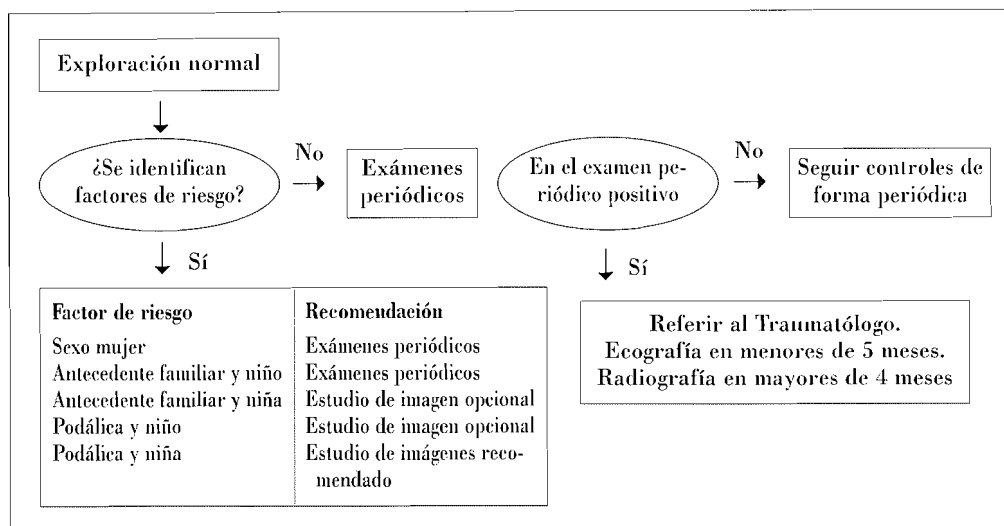 Exploración normal
¿Se identifican
factores de riesgo?
No
Exámenes
periódicos
Sí
Factor de riesgo
Sexo mujer
Antecedente familiar y niño
Antecedente familiar y niña
Podálica y niño
Podálica y niña
Recomendación
Exámenes periódicos
Exámenes periódicos
Estudio de imagen opcional
Estudio de imagen opcional
Estudio de imágenes reco-
mendado
En el examen pe-
riódico positivo
No
Seguir controles de
forma periódica
Sí
Referir al Traumatólogo.
Ecografía en menores de 5 meses.
Radiografía en mayores de 4 meses